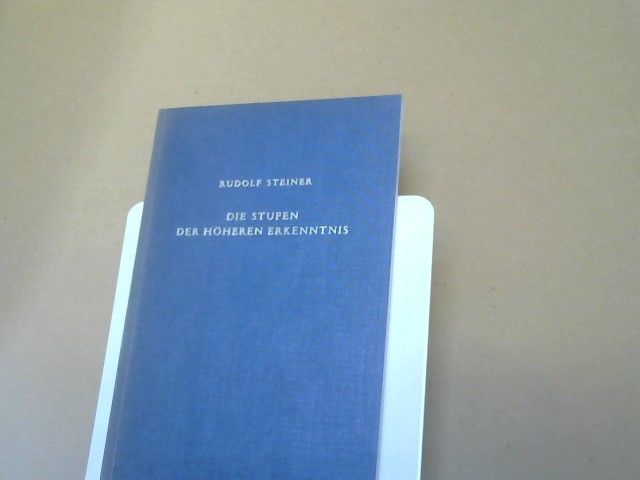 RUDOLF STEINER
DIE STUFEN
DER HÖHEREN ERKENNTNIS